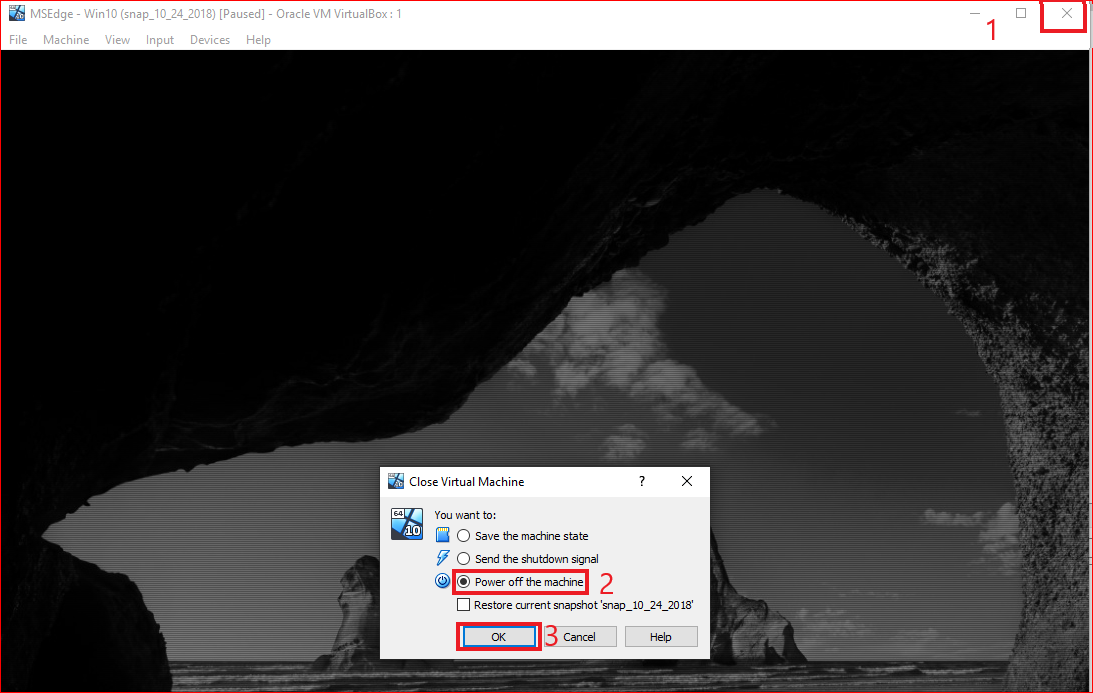 MSEdge - Win10 (snap_10_24_2018) [Paused] - Oracle VM VirtualBox : 1
1
File Machine View Input Devices Help
Close Virtual Machine
?
64
10
You want to:
Save the machine state
Send the shutdown signal
Power off the machine 2
Restore current snapshot 'snap_10_24_2018'
OK 3 Cancel Help